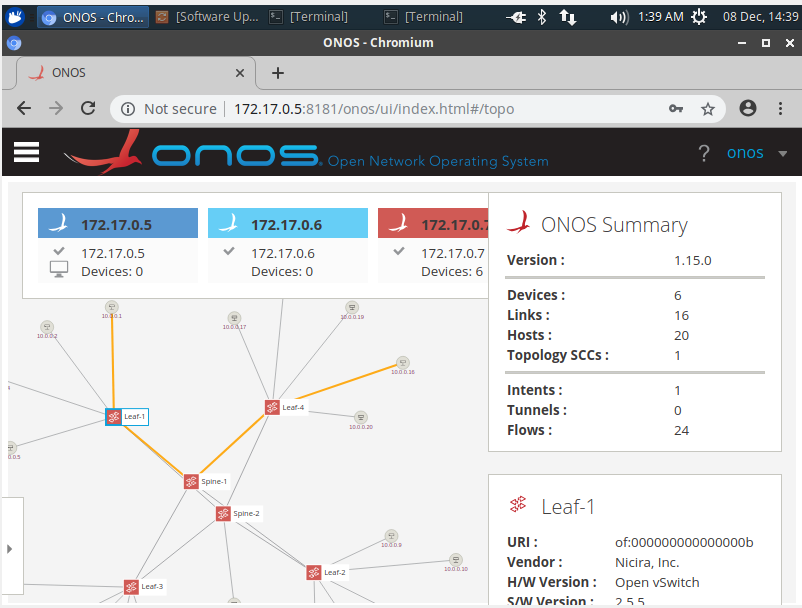 ONOS - Chro...
[Software Up...
[Terminal]
[Terminal]
1:39 AM
08 Dec, 14:39
ONOS - Chromium
ONOS
Not secure
172.17.0.5:8181/onos/ui/index.html#/topo
onos. Open Network Operating System
?
onos
172.17.0.5
172.17.0.5
Devices: 0
172.17.0.6
172.17.0.6
Devices: 0
172.17.0.7
172.17.0.7
Devices: 6
ONOS Summary
Version : 1.15.0
Devices : 6
Links : 16
Hosts : 20
Topology SCCs : 1
Intents : 1
Tunnels : 0
Flows : 24
10.0.0.1
10.0.0.2
10.0.0.17
10.0.0.19
10.0.0.16
Leaf-4
Leaf-1
10.0.0.20
Spine-1
Spine-2
10.0.0.9
10.0.0.10
Leaf-2
Leaf-3
Leaf-1
URI : of:000000000000000b
Vendor : Nicira, Inc.
H/W Version : Open vSwitch
S/W Version : 2.5.5